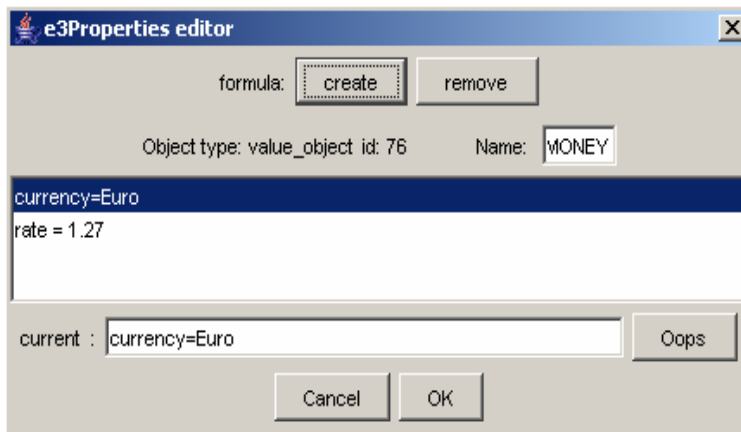 e3Properties editor
formula: create remove
Object type: value_object id: 76 Name: MONEY
currency=Euro
rate = 1.27
current : currency=Euro Oops
Cancel OK